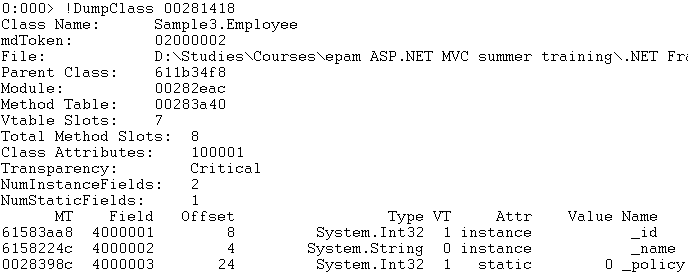 0:000> !DumpClass 00281418
Class Name:      Sample3.Employee
mdToken:         02000002
File:            D:\Studies\Courses\epam ASP.NET MVC summer training\.NET Fra
Parent Class:    611b34f8
Module:          00282eac
Method Table:    00283a40
Vtable Slots:    7
Total Method Slots:  8
Class Attributes:    100001
Transparency:        Critical
NumInstanceFields:   2
NumStaticFields:     1
MT    Field   Offset                 Type VT     Attr    Value Name
61583aa8  4000001        8         System.Int32  1 instance           _id
6158224c  4000002        4        System.String  0 instance           _name
0028398c  4000003       24         System.Int32  1   static        0 _policy